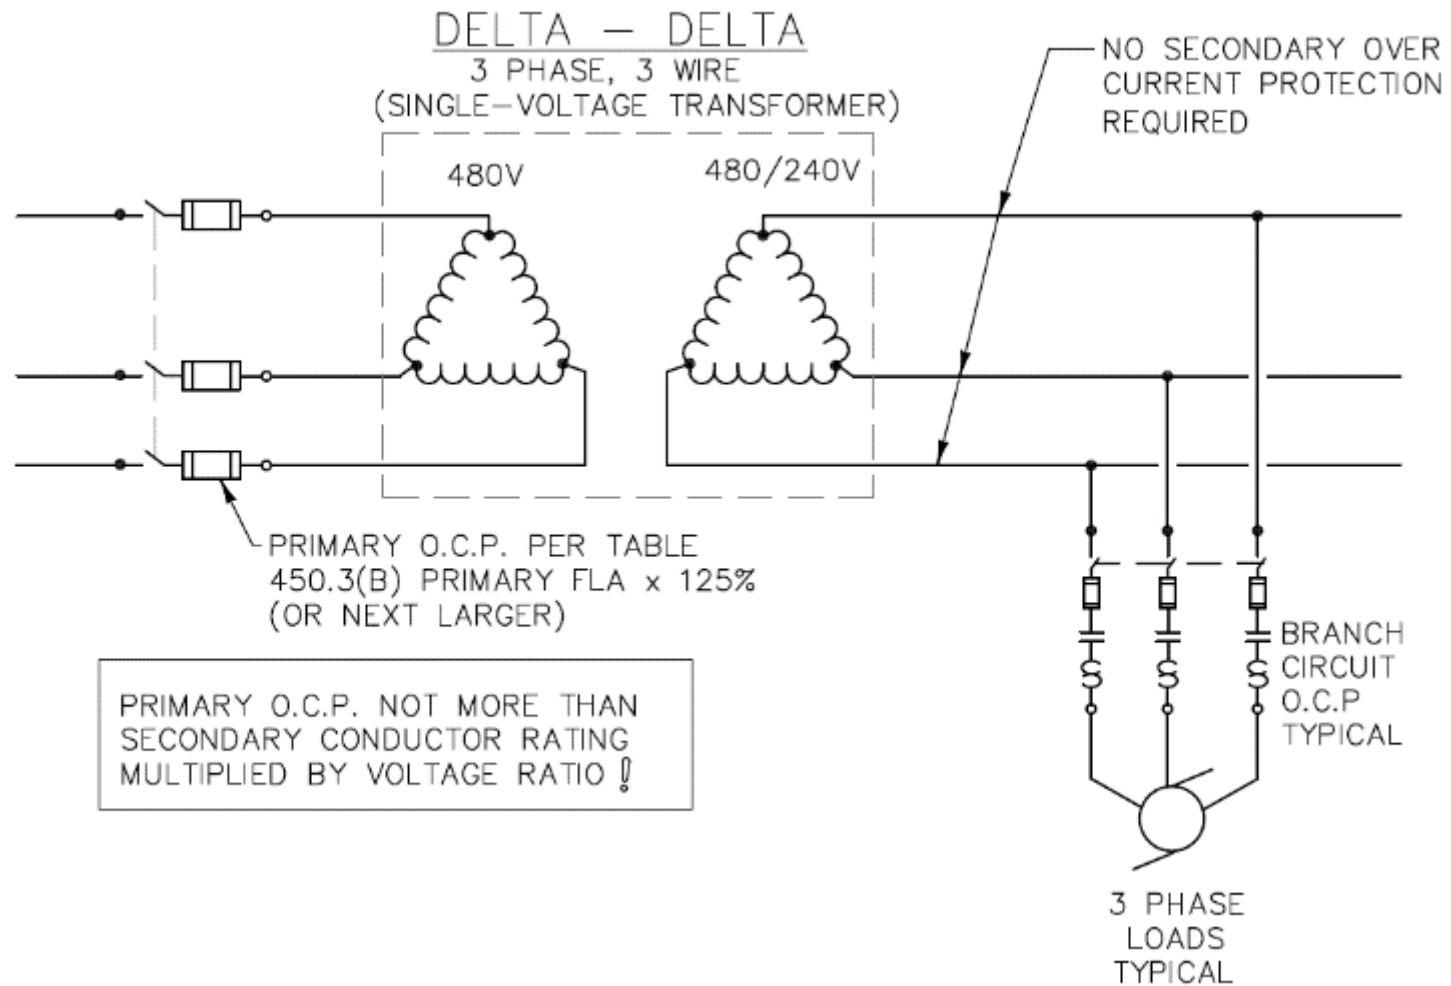 DELTA – DELTA
3 PHASE, 3 WIRE
(SINGLE–VOLTAGE TRANSFORMER)
NO SECONDARY OVER
CURRENT PROTECTION
REQUIRED
480V
480/240V
PRIMARY O.C.P. PER TABLE
450.3(B) PRIMARY FLA x 125%
(OR NEXT LARGER)
PRIMARY O.C.P. NOT MORE THAN
SECONDARY CONDUCTOR RATING
MULTIPLIED BY VOLTAGE RATIO !
BRANCH
CIRCUIT
O.C.P
TYPICAL
3 PHASE
LOADS
TYPICAL